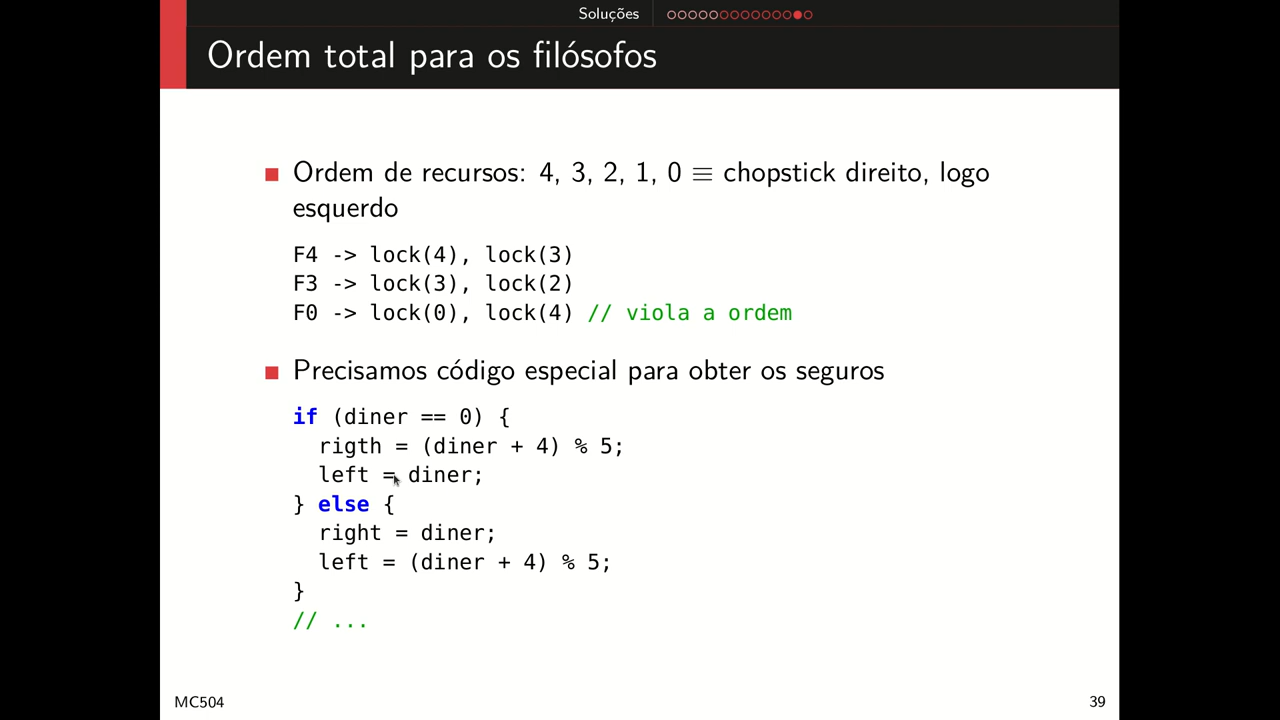 Soluções
Ordem total para os filósofos
Ordem de recursos: 4, 3, 2, 1, 0 ≡ chopstick direito, logo
esquerdo
F4 -> lock(4), lock(3)
F3 -> lock(3), lock(2)
F0 -> lock(0), lock(4) // viola a ordem
Precisamos código especial para obter os seguros
if (diner == 0) {
rigth = (diner + 4) % 5;
left = diner;
} else {
right = diner;
left = (diner + 4) % 5;
}
// ...
MC504
39